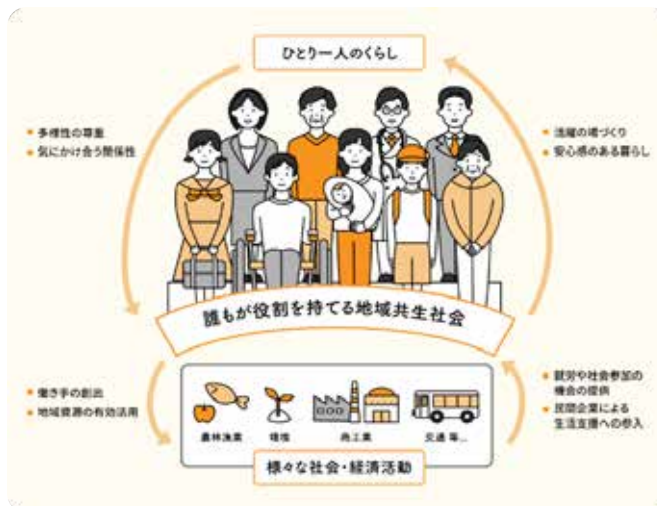 ひとり一人のくらし
● 多様性の尊重
● 気にかけ合う関係性
● 活躍の場づくり
● 安心感のある暮らし
誰もが役割を持てる地域共生社会
● 働き手の創出
● 地域資源の有効活用
● 就労や社会参加の
機会の提供
● 民間企業による
生活支援への参入
農林漁業
環境
商工業
交通 等...
様々な社会・経済活動